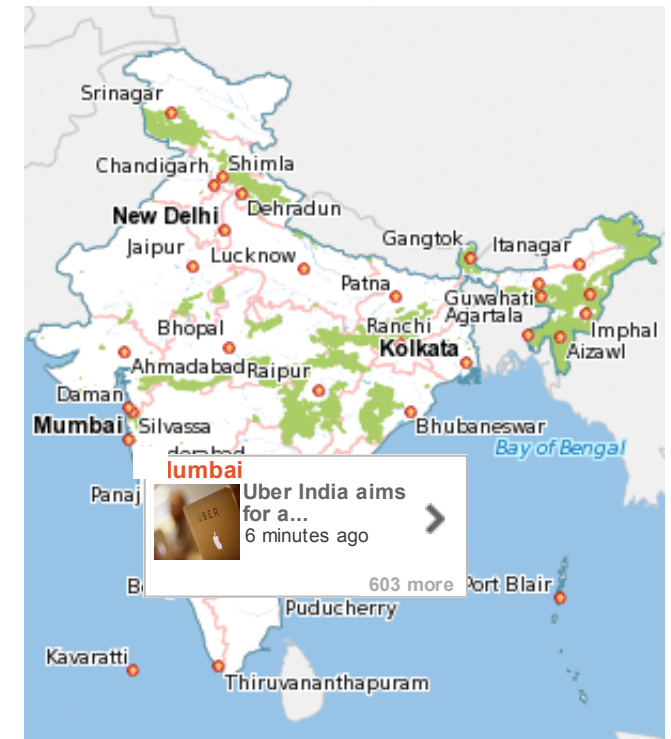 Srinagar
Chandigarh
Shimla
New Delhi
Dehradun
Jaipur
Lucknow
Gangtok
Itanagar
Patna
Guwahati
Agartala
Bhopal
Ranchi
Imphal
Kolkata
Aizawl
Ahmadabad
Raipur
Daman
Mumbai
Silvassa
Bhubaneswar
Bay of Bengal
lumbai
Panaj
Uber India aims
for a...
UBER
6 minutes ago
603 more
Port Blair
Puducherry
Kavaratti
Thiruvananthapuram